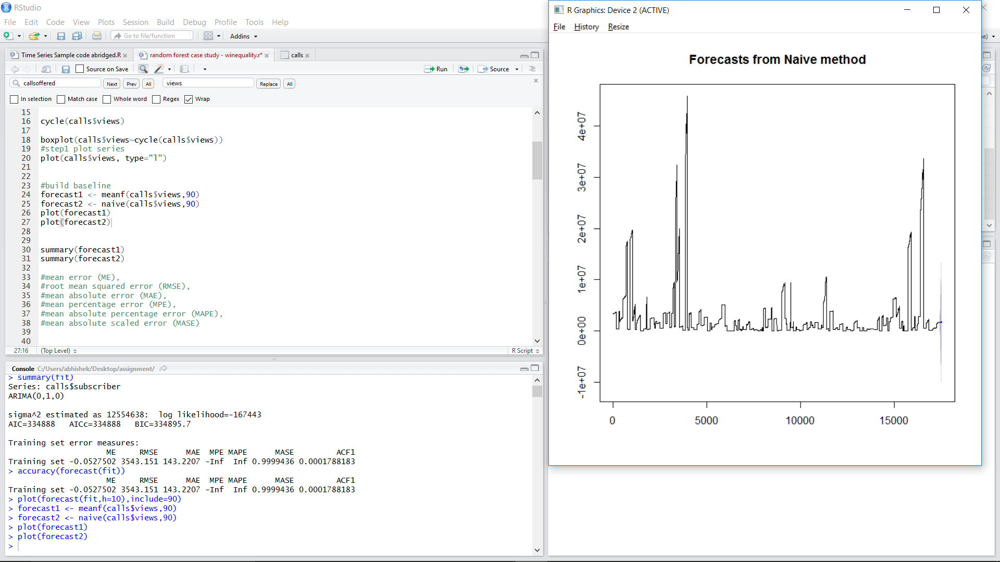 RStudio
File Edit Code View Plots Session Build Debug Profile Tools Help
Go to file/function
Addins
Time Series Sample code abridged.R
random forest case study - winequality.r*
calls
Source on Save
Run
Source
callsoffered
Next
Prev
All
views
Replace
All
In selection
Match case
Whole word
Regex
Wrap
15
16 cycle(calls$views)
17
18 boxplot(calls$views~cycle(calls$views))
19 #step1 plot series
20 plot(calls$views, type="l")
21
22
23 #build baseline
24 forecast1 <- meanf(calls$views,90)
25 forecast2 <- naive(calls$views,90)
26 plot(forecast1)
27 plot(forecast2)
28
29
30 summary(forecast1)
31 summary(forecast2)
32
33 #mean error (ME),
34 #root mean squared error (RMSE),
35 #mean absolute error (MAE),
36 #mean percentage error (MPE),
37 #mean absolute percentage error (MAPE),
38 #mean absolute scaled error (MASE)
39
40
27:16 (Top Level) R Script
Console C:/Users/abhishek/Desktop/assignment/
> summary(fit)
Series: calls$subscriber
ARIMA(0,1,0)
sigma^2 estimated as 12554638: log likelihood=-167443
AIC=334888 AICc=334888 BIC=334895.7
Training set error measures:
ME RMSE MAE MPE MAPE MASE ACF1
Training set -0.0527502 3543.151 143.2207 -Inf Inf 0.9999436 0.0001788183
> accuracy(forecast(fit))
ME RMSE MAE MPE MAPE MASE ACF1
Training set -0.0527502 3543.151 143.2207 -Inf Inf 0.9999436 0.0001788183
> plot(forecast(fit,h=10),include=90)
> forecast1 <- meanf(calls$views,90)
> forecast2 <- naive(calls$views,90)
> plot(forecast1)
> plot(forecast2)
>
R Graphics: Device 2 (ACTIVE)
File History Resize
Forecasts from Naive method
4e+07
3e+07
2e+07
1e+07
0e+00
-1e+07
0 5000 10000 15000